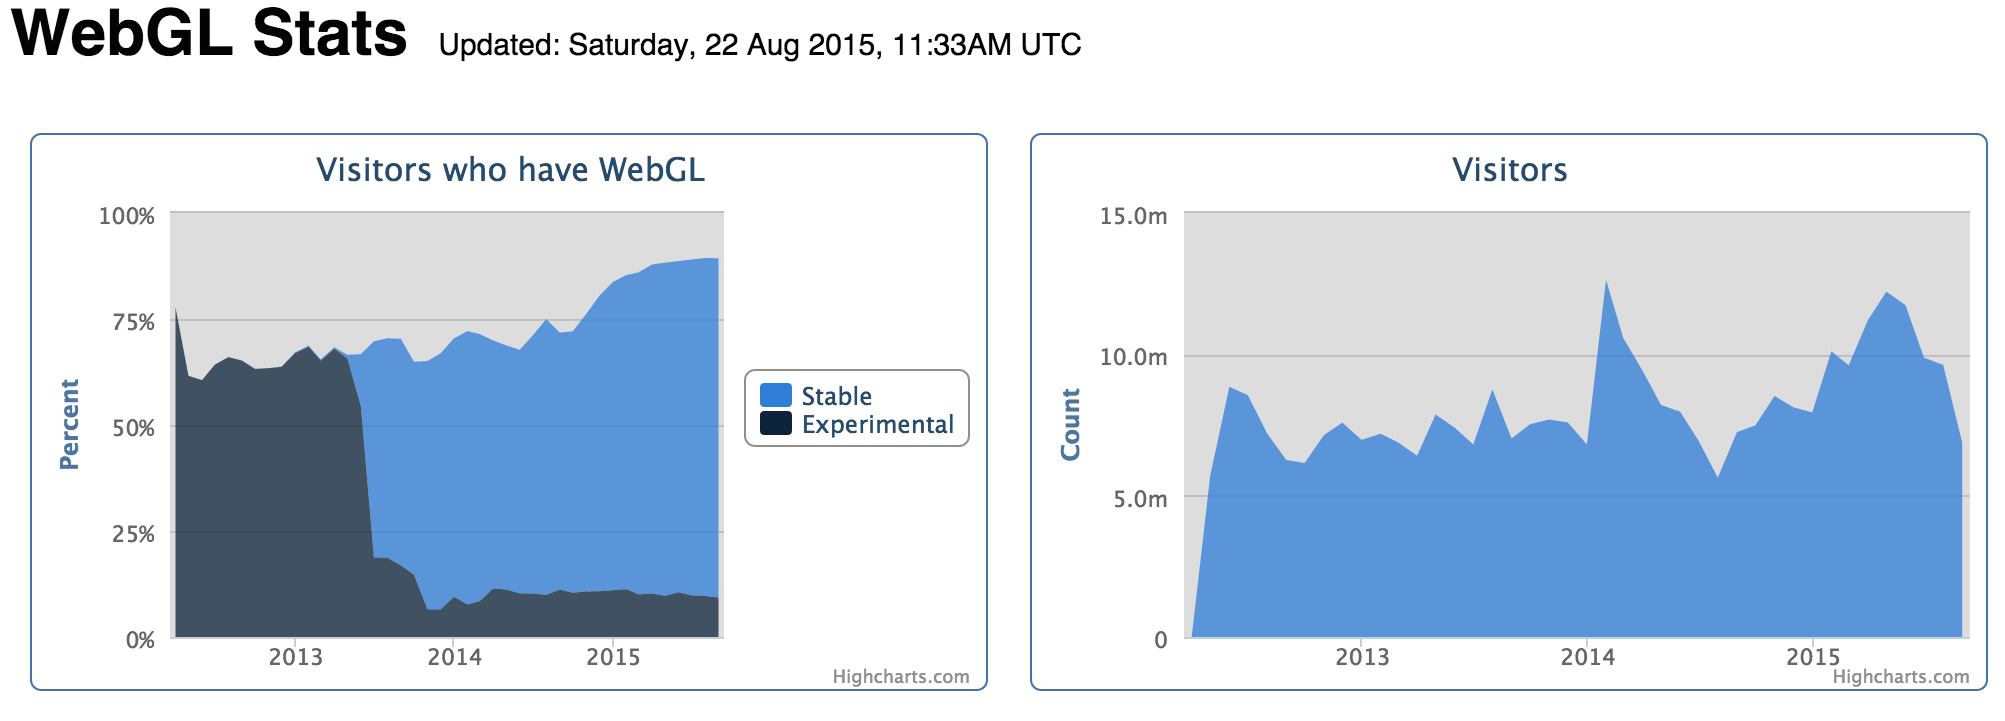 WebGL Stats Updated: Saturday, 22 Aug 2015, 11:33AM UTC
Visitors who have WebGL
100%
75%
50%
25%
0%
Percent
2013 2014 2015
Stable
Experimental
Highcharts.com
Visitors
15.0m
10.0m
5.0m
0
Count
2013 2014 2015
Highcharts.com